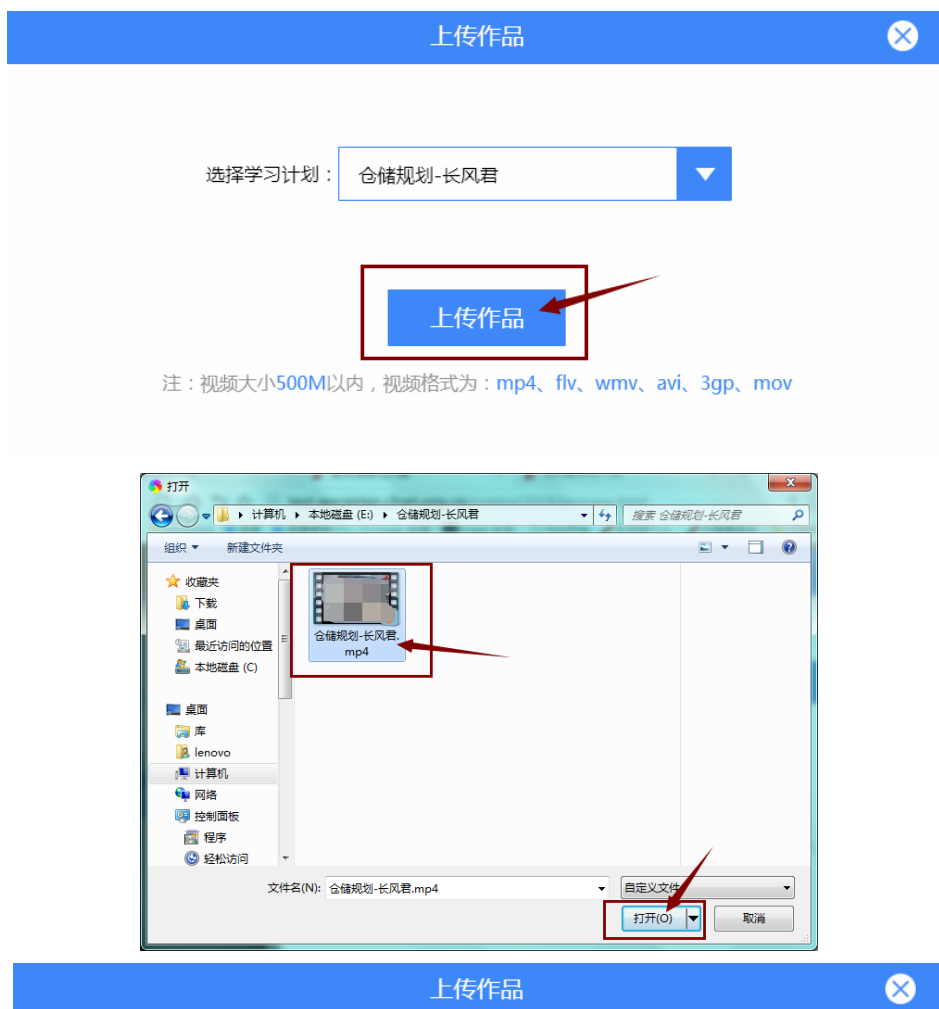 上传作品
选择学习计划：
仓储规划-长风君
上传作品
注：视频大小500M以内，视频格式为：mp4、flv、wmv、avi、3gp、mov
打开
计算机 ▸ 本地磁盘 (E:) ▸ 仓储规划-长风君
搜索 仓储规划-长风君
组织
新建文件夹
收藏夹
下载
桌面
最近访问的位置
本地磁盘 (C)
桌面
库
lenovo
计算机
网络
控制面板
程序
轻松访问
仓储规划-长风君.
mp4
文件名(N):
仓储规划-长风君.mp4
自定义文件
打开(O)
取消
上传作品